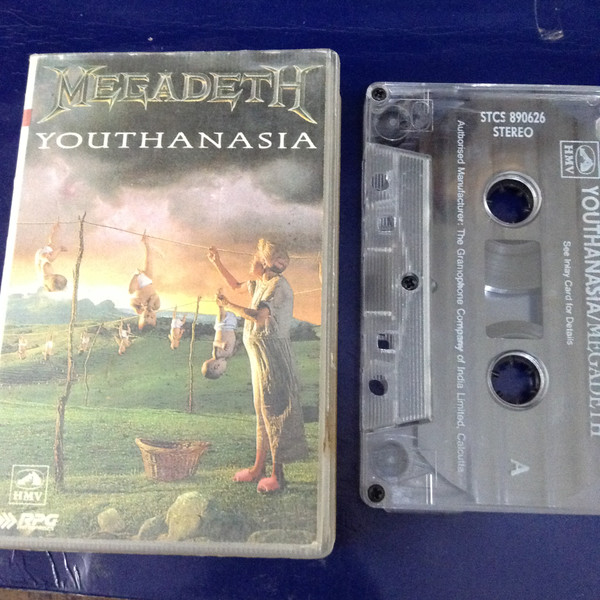 MEGADETH
YOUTHANASIA
HMV
RPG
STCS 890626
STEREO
HMV
YOUTHANASIA/MEGADETH
See Inlay Card for Details
Authorised Manufacturer: The Gramophone Company of India Limited, Calcutta
A